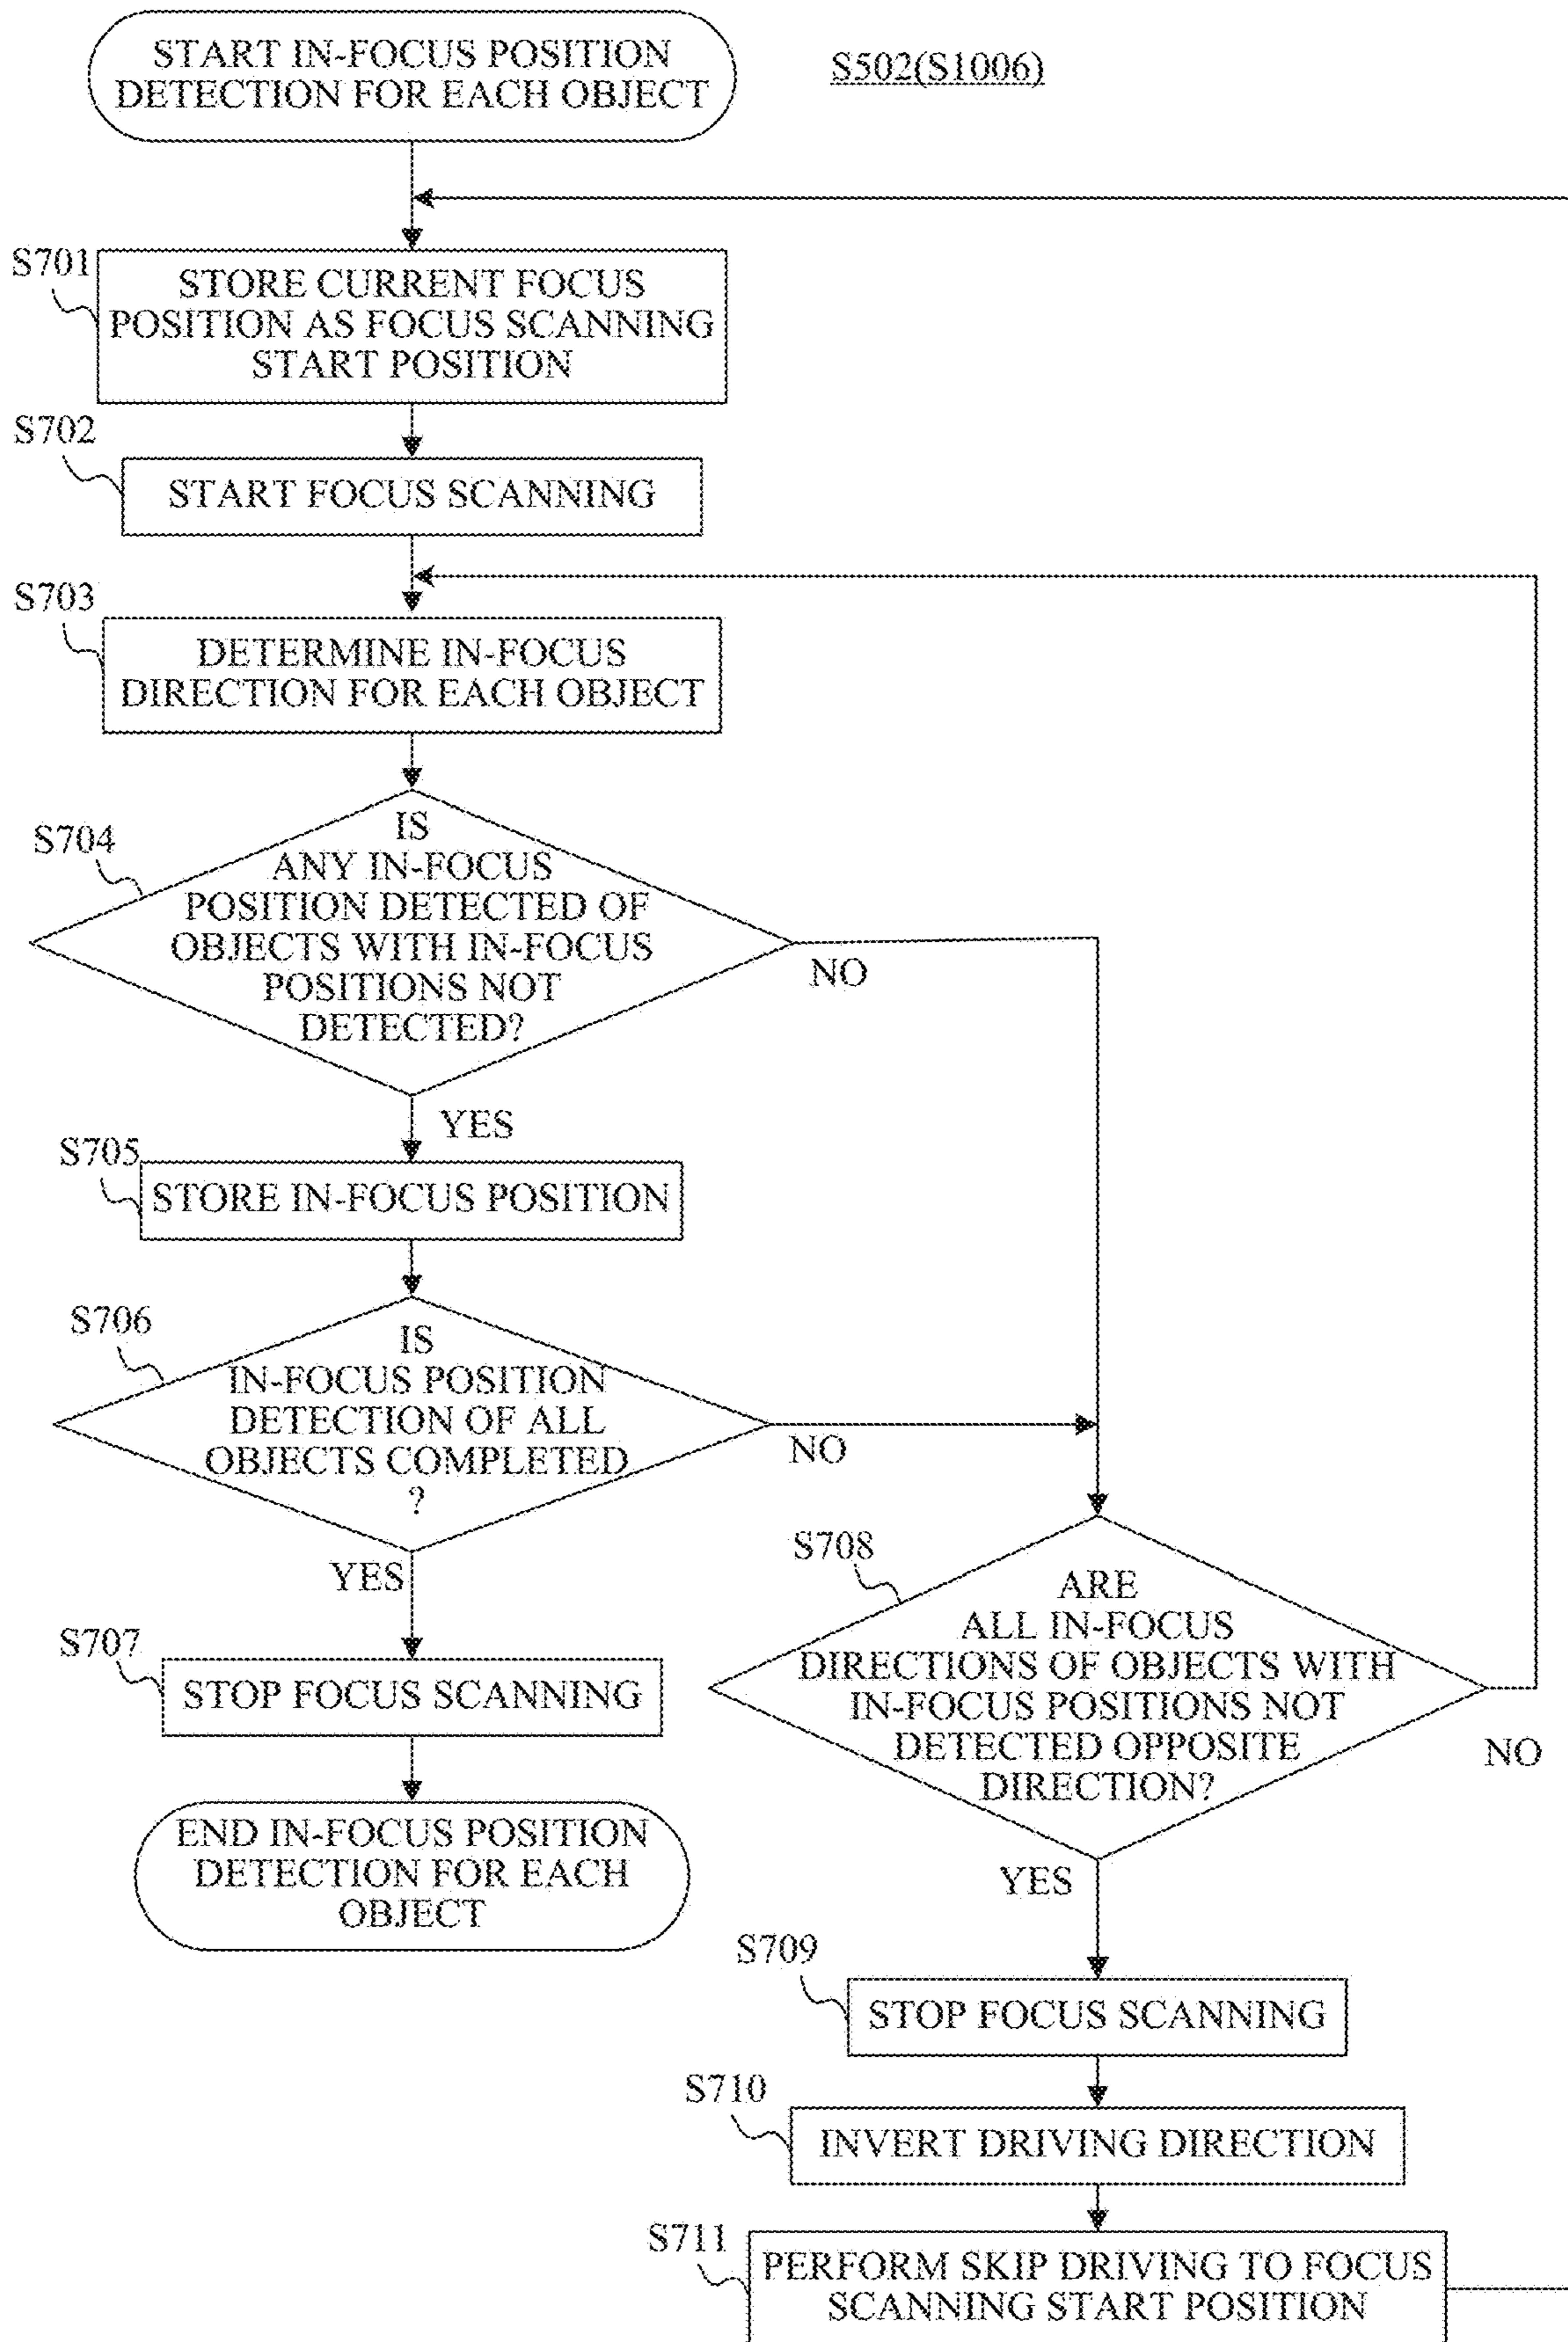 START IN-FOCUS POSITION
DETECTION FOR EACH OBJECT
S502(S1006)
S701
STORE CURRENT FOCUS
POSITION AS FOCUS SCANNING
START POSITION
S702
START FOCUS SCANNING
S703
DETERMINE IN-FOCUS
DIRECTION FOR EACH OBJECT
S704
IS
ANY IN-FOCUS
POSITION DETECTED OF
OBJECTS WITH IN-FOCUS
POSITIONS NOT
DETECTED?
NO
YES
S705
STORE IN-FOCUS POSITION
S706
IS
IN-FOCUS POSITION
DETECTION OF ALL
OBJECTS COMPLETED
?
NO
YES
S707
STOP FOCUS SCANNING
END IN-FOCUS POSITION
DETECTION FOR EACH
OBJECT
S708
ARE
ALL IN-FOCUS
DIRECTIONS OF OBJECTS WITH
IN-FOCUS POSITIONS NOT
DETECTED OPPOSITE
DIRECTION?
NO
YES
S709
STOP FOCUS SCANNING
S710
INVERT DRIVING DIRECTION
S711
PERFORM SKIP DRIVING TO FOCUS
SCANNING START POSITION